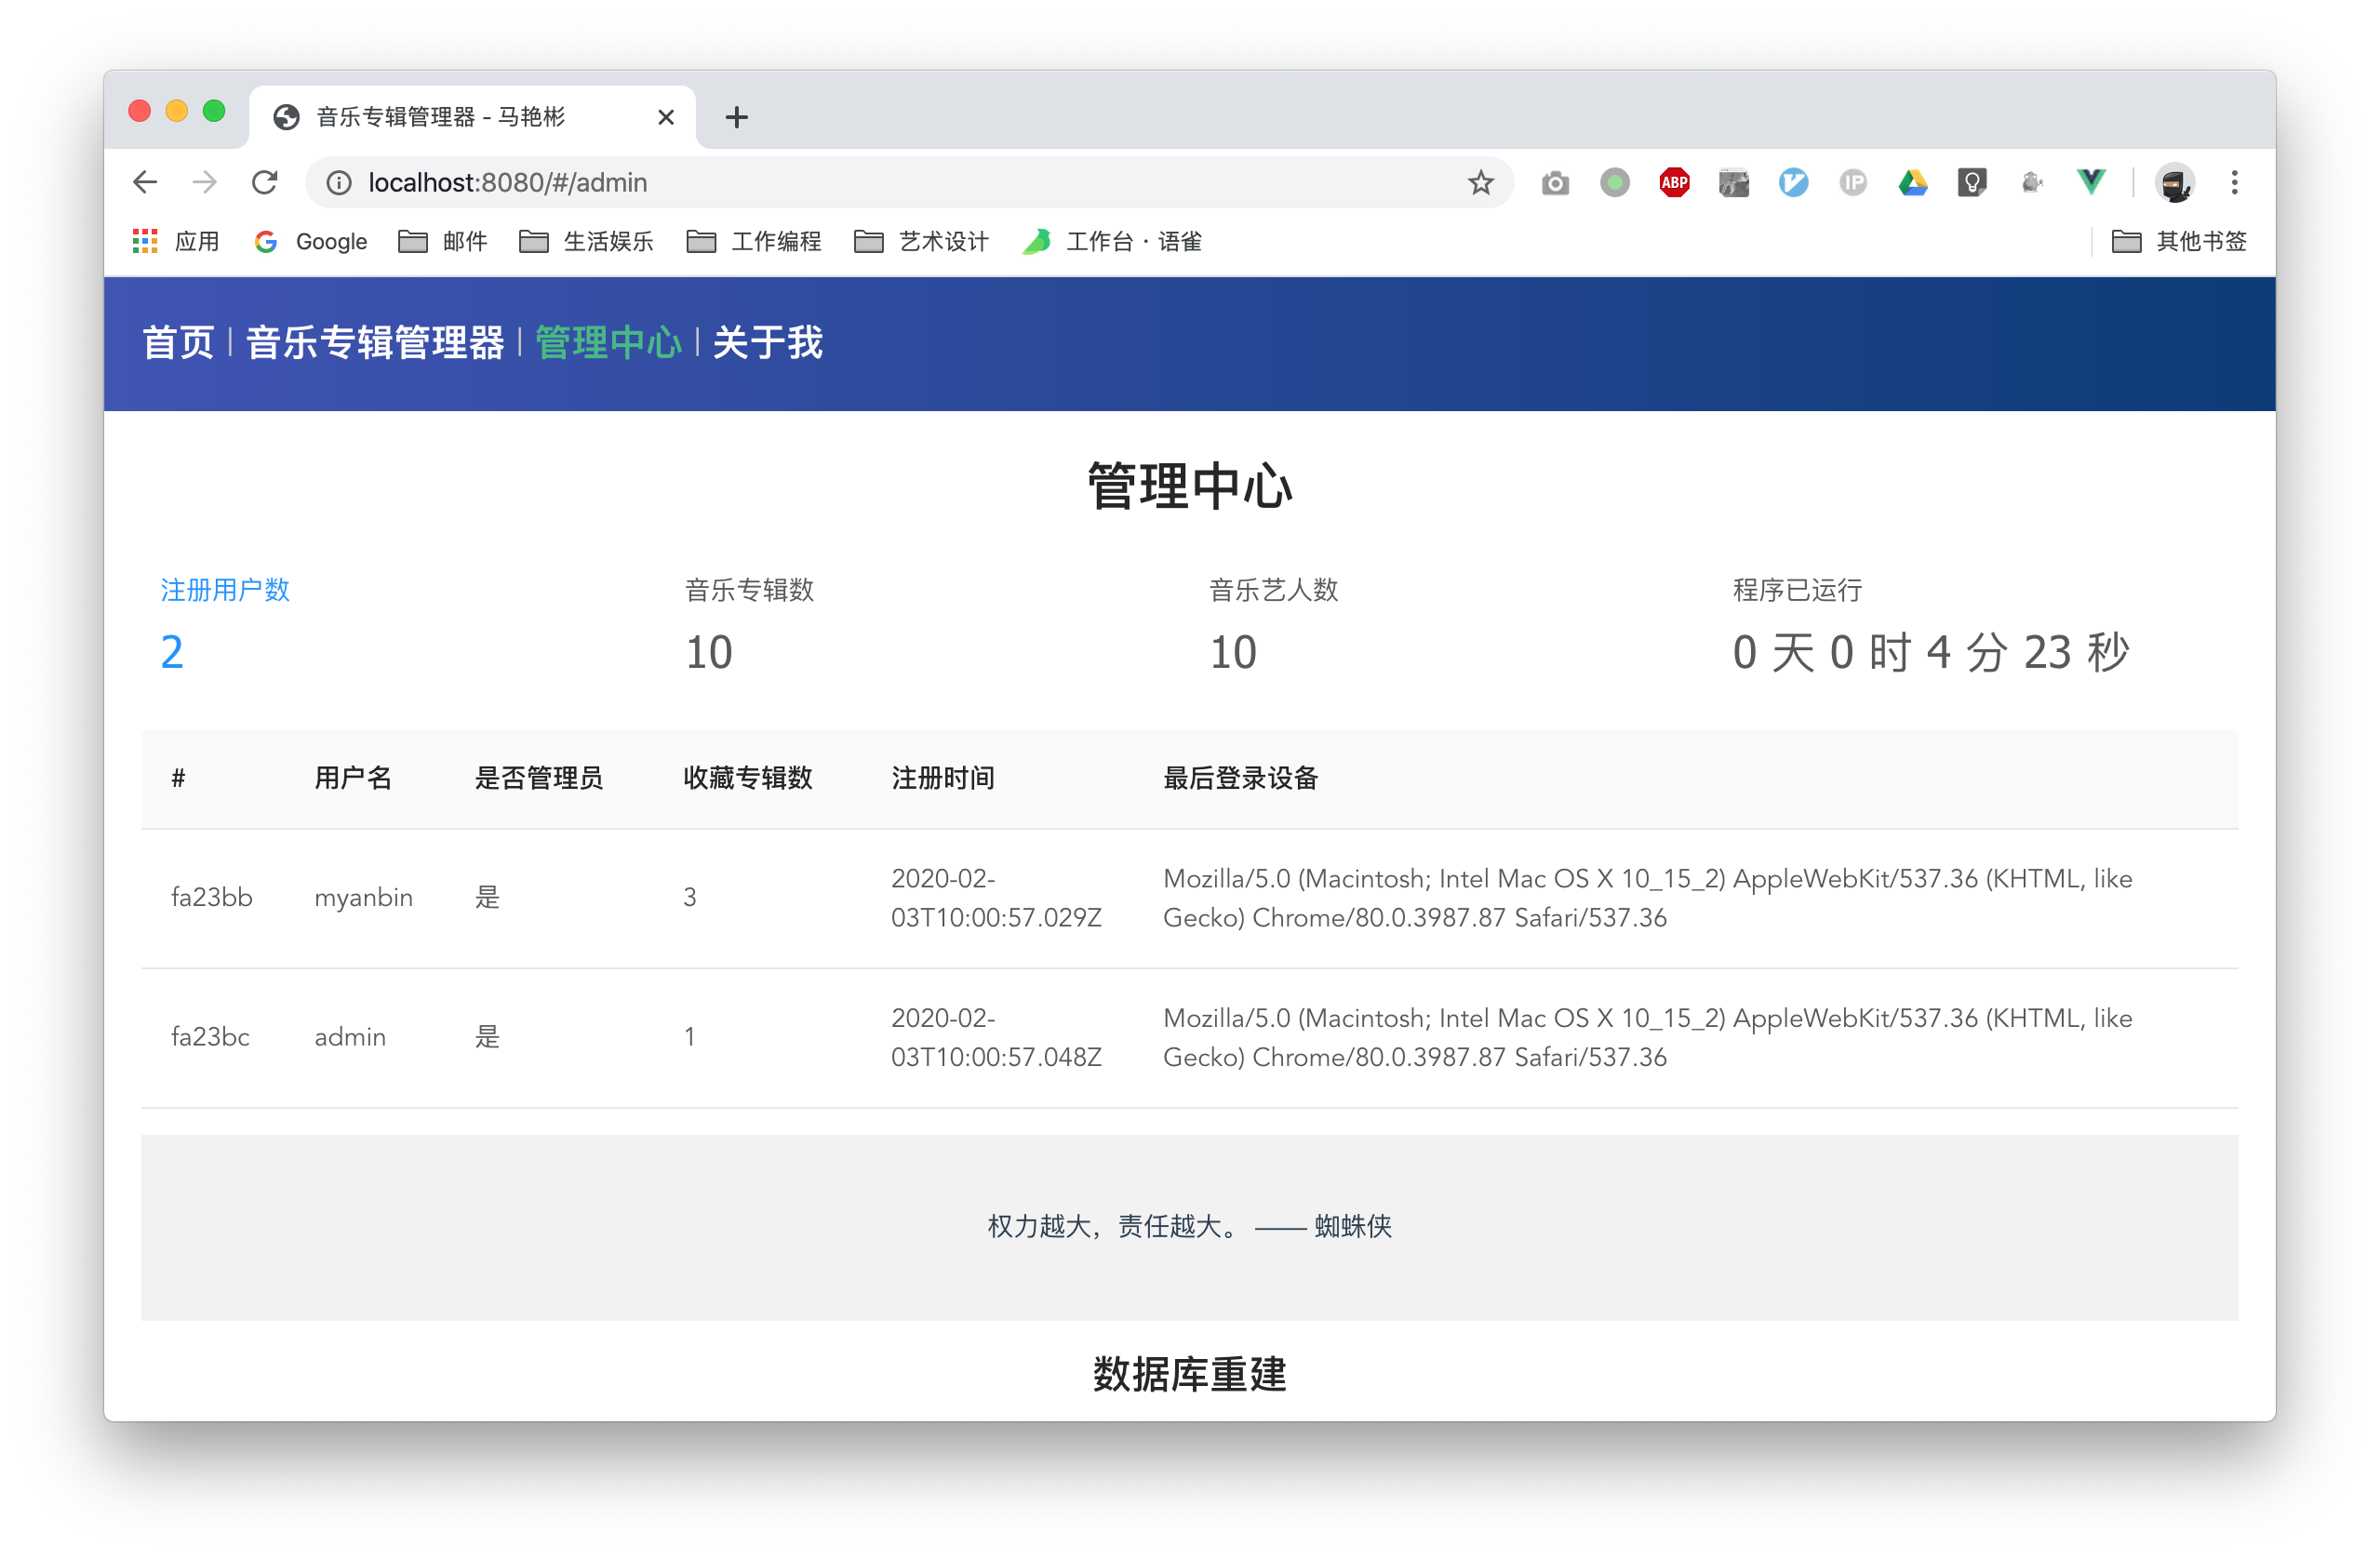 音乐专辑管理器 - 马艳彬
localhost:8080/#/admin
ABP
IP
应用 Google 邮件 生活娱乐 工作编程 艺术设计 工作台 · 语雀 其他书签
首页 | 音乐专辑管理器 | 管理中心 | 关于我
管理中心
注册用户数 音乐专辑数 音乐艺人数 程序已运行
2 10 10 0 天 0 时 4 分 23 秒
# 用户名 是否管理员 收藏专辑数 注册时间 最后登录设备
fa23bb myanbin 是 3 2020-02-03T10:00:57.029Z Mozilla/5.0 (Macintosh; Intel Mac OS X 10_15_2) AppleWebKit/537.36 (KHTML, like
Gecko) Chrome/80.0.3987.87 Safari/537.36
fa23bc admin 是 1 2020-02-03T10:00:57.048Z Mozilla/5.0 (Macintosh; Intel Mac OS X 10_15_2) AppleWebKit/537.36 (KHTML, like
Gecko) Chrome/80.0.3987.87 Safari/537.36
权力越大，责任越大。 —— 蜘蛛侠
数据库重建